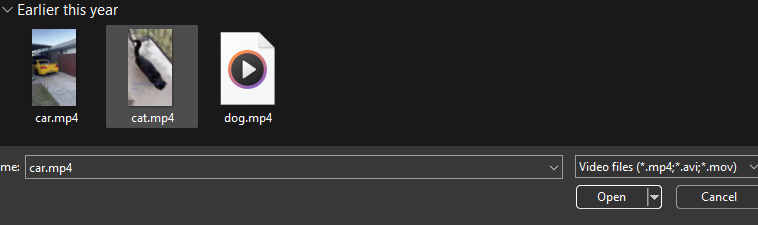 Earlier this year
car.mp4
cat.mp4
dog.mp4
me: car.mp4 Video files (*.mp4;*.avi;*.mov)
Open Cancel